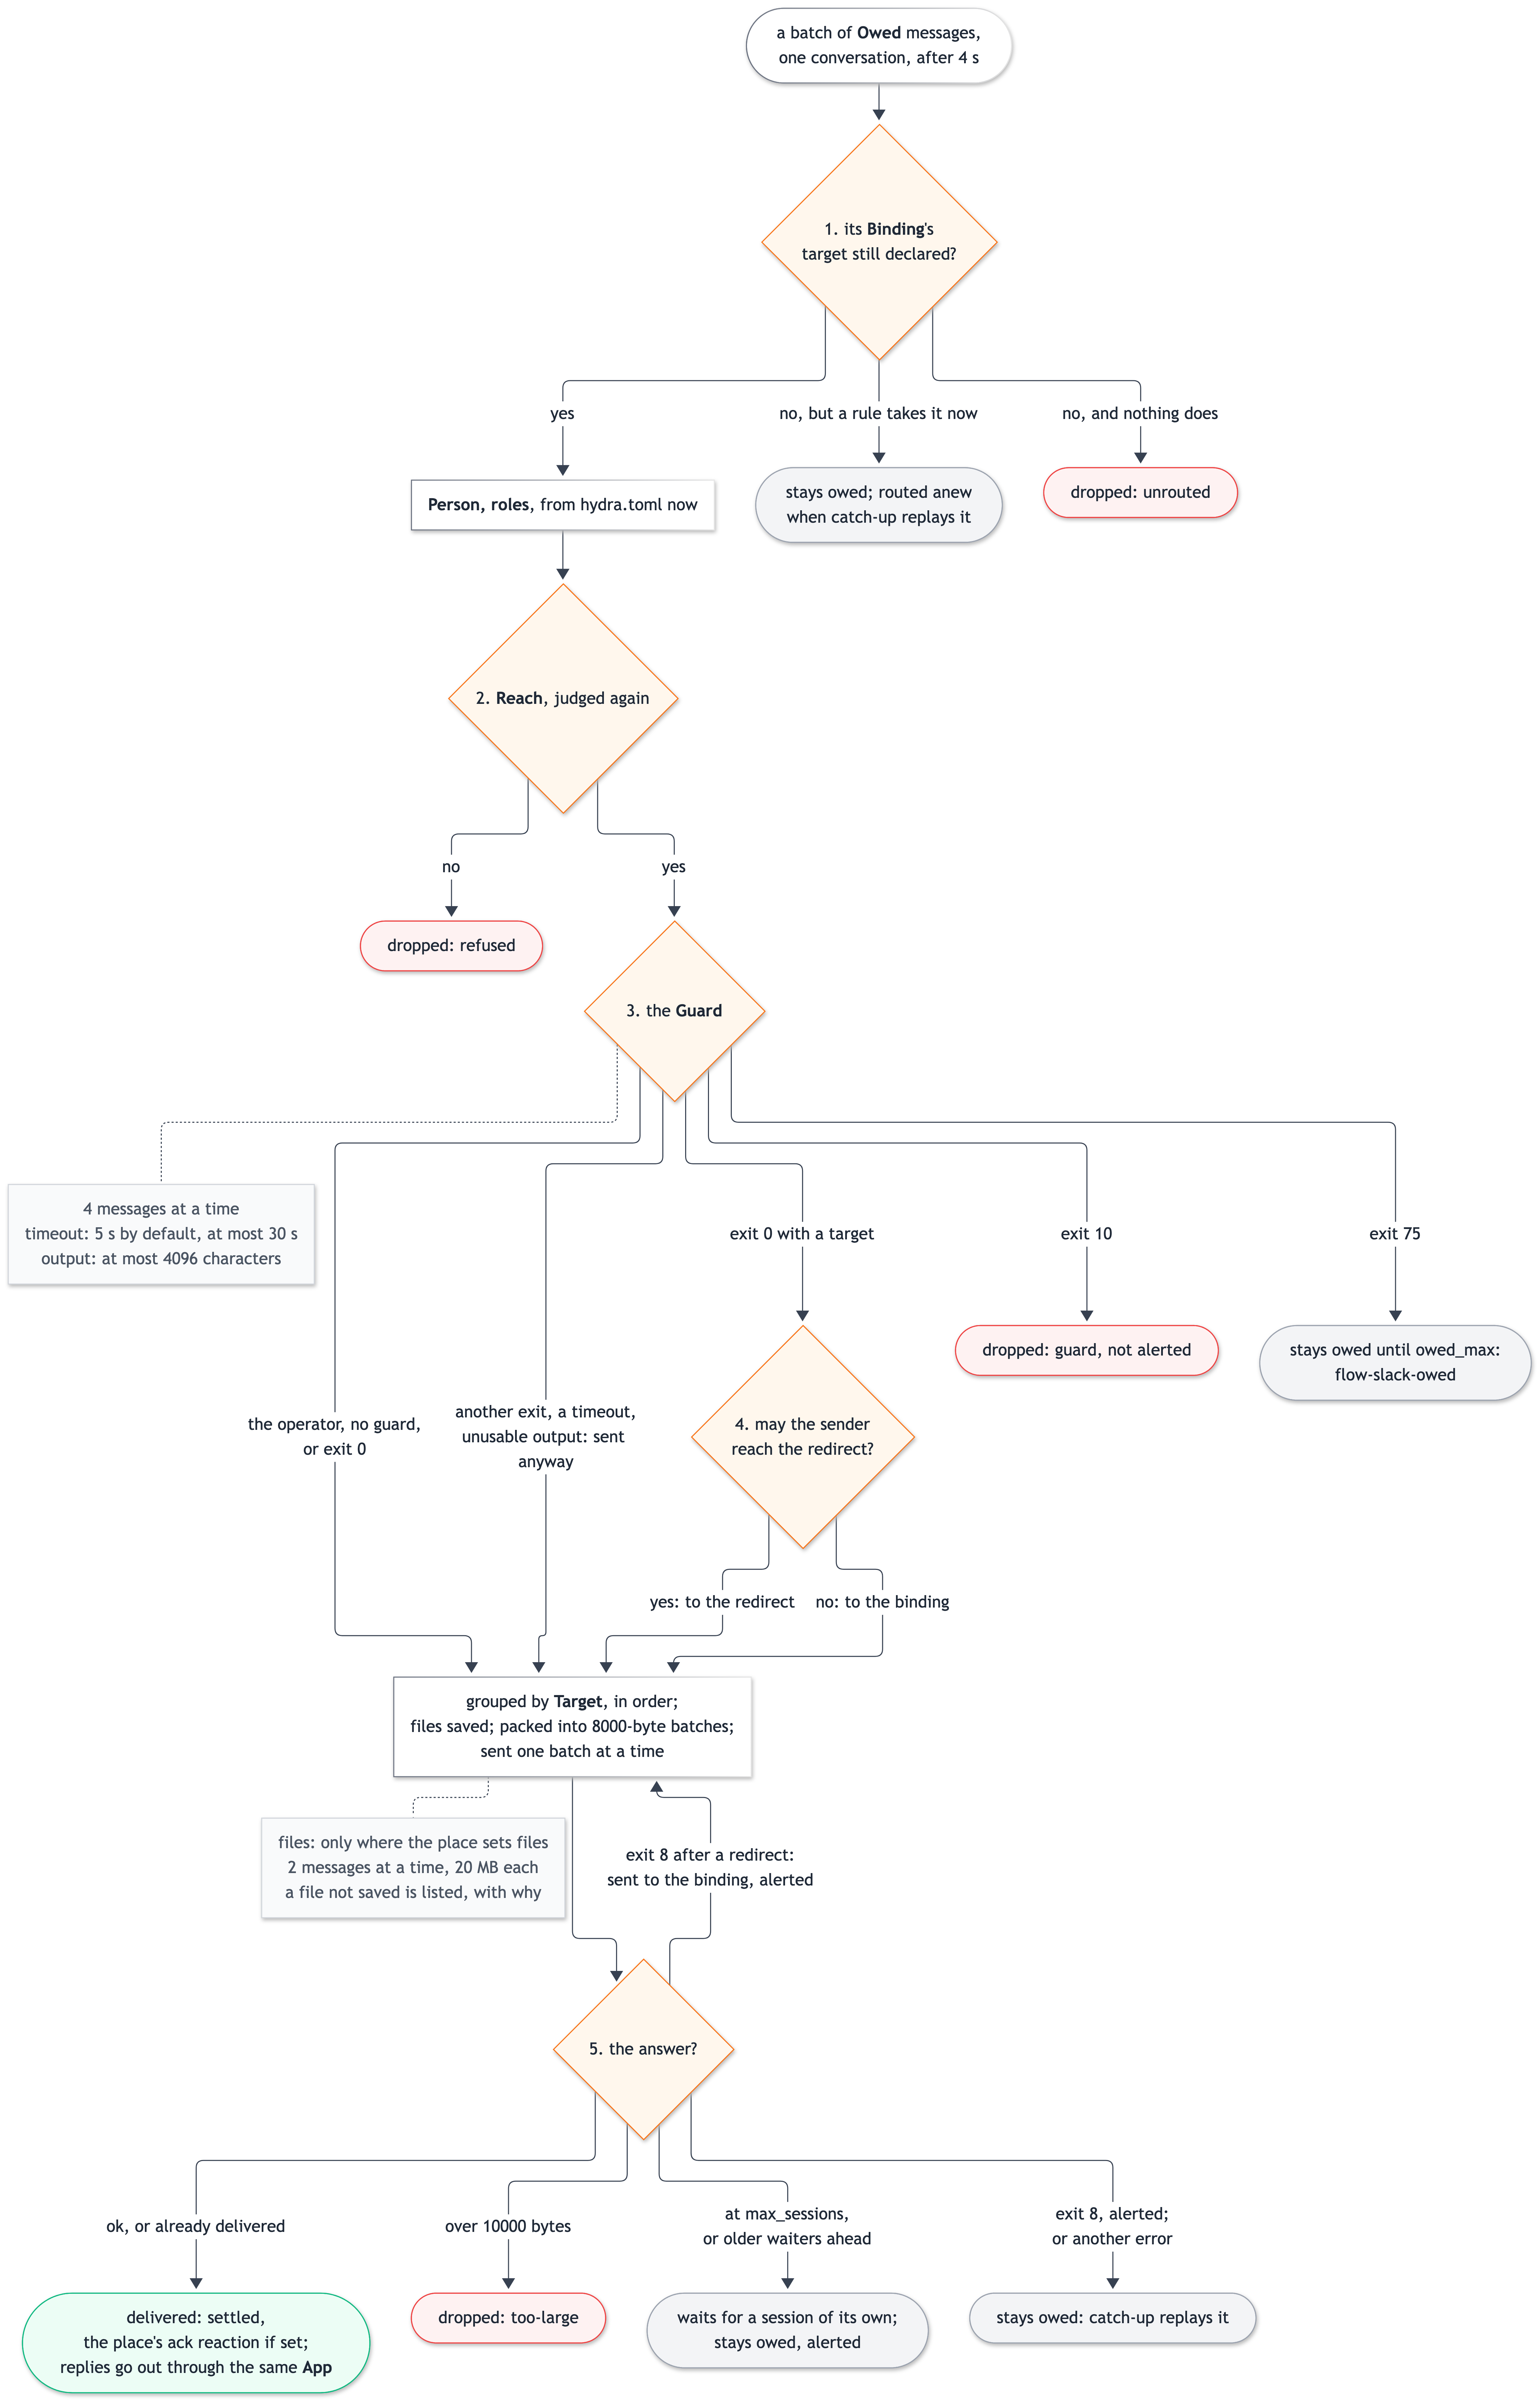 a batch of Owed messages,
one conversation, after 4 s
1. its Binding's
target still declared?
yes
no, but a rule takes it now
no, and nothing does
Person, roles, from hydra.toml now
stays owed; routed anew
when catch-up replays it
dropped: unrouted
2. Reach, judged again
no
yes
dropped: refused
3. the Guard
4 messages at a time
timeout: 5 s by default, at most 30 s
output: at most 4096 characters
exit 0 with a target
exit 10
exit 75
the operator, no guard,
or exit 0
another exit, a timeout,
unusable output: sent
anyway
4. may the sender
reach the redirect?
dropped: guard, not alerted
stays owed until owed_max:
flow-slack-owed
yes: to the redirect
no: to the binding
grouped by Target, in order;
files saved; packed into 8000-byte batches;
sent one batch at a time
files: only where the place sets files
2 messages at a time, 20 MB each
a file not saved is listed, with why
exit 8 after a redirect:
sent to the binding, alerted
5. the answer?
ok, or already delivered
over 10000 bytes
at max_sessions,
or older waiters ahead
exit 8, alerted;
or another error
delivered: settled,
the place's ack reaction if set;
replies go out through the same App
dropped: too-large
waits for a session of its own;
stays owed, alerted
stays owed: catch-up replays it